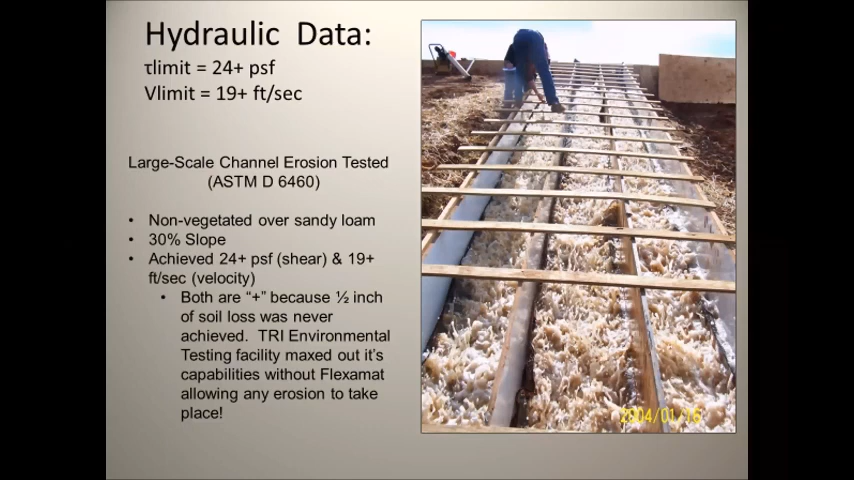 Hydraulic Data:
τlimit = 24+ psf
Vlimit = 19+ ft/sec
Large-Scale Channel Erosion Tested
(ASTM D 6460)
• Non-vegetated over sandy loam
• 30% Slope
• Achieved 24+ psf (shear) & 19+
ft/sec (velocity)
• Both are “+” because ½ inch
of soil loss was never
achieved. TRI Environmental
Testing facility maxed out it’s
capabilities without Flexamat
allowing any erosion to take
place!
2004/01/16